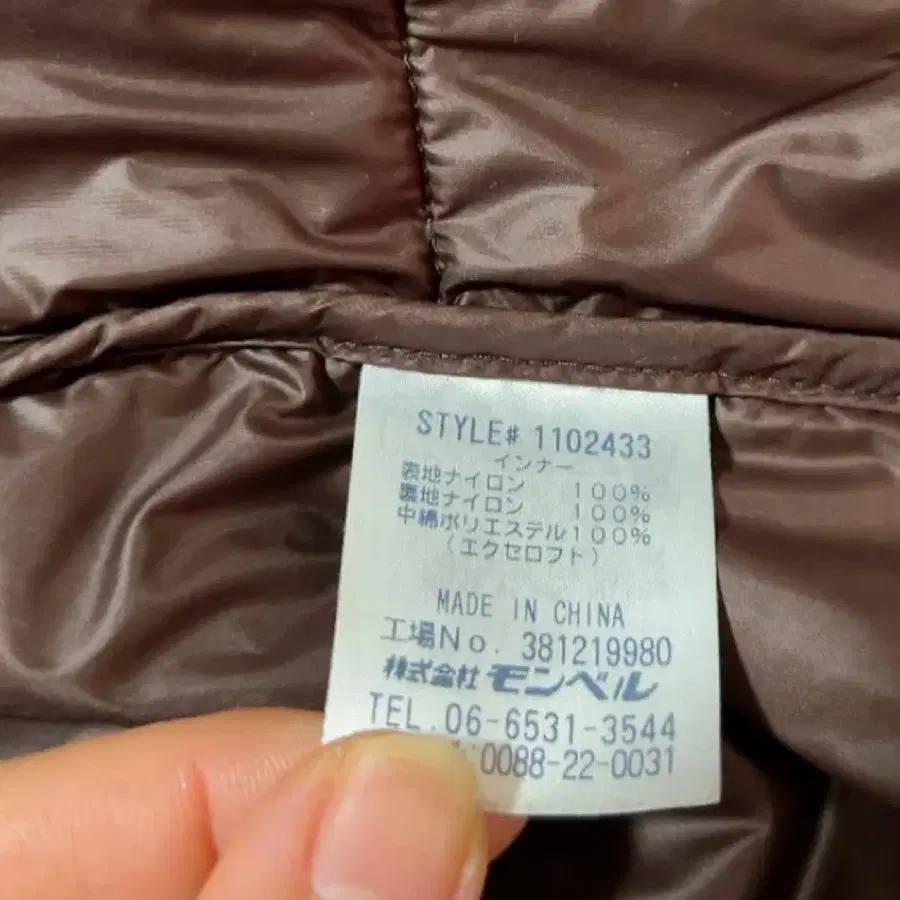 STYLE# 1102433
インナー
表地ナイロン 100%
裏地ナイロン 100%
中綿ポリエステル100%
(エクセロフト)
MADE IN CHINA
工場No. 381219980
株式会社モンベル
TEL.06-6531-3544
:0088-22-0031